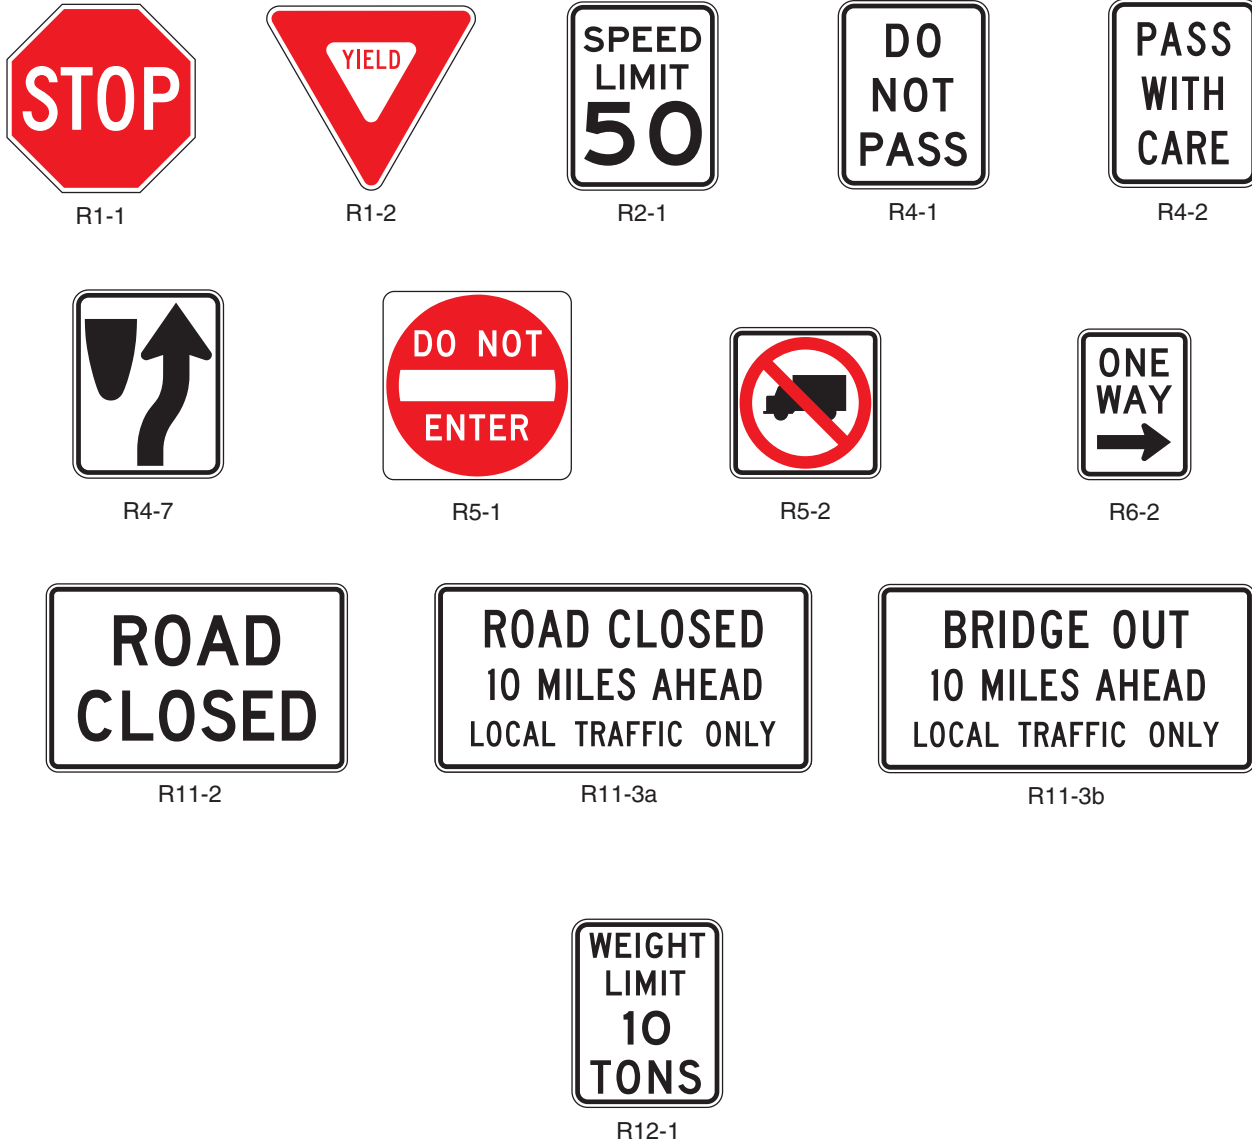 STOP
R1-1
YIELD
R1-2
SPEED
LIMIT
50
R2-1
DO
NOT
PASS
R4-1
PASS
WITH
CARE
R4-2
R4-7
DO NOT
ENTER
R5-1
R5-2
ONE
WAY
R6-2
ROAD
CLOSED
R11-2
ROAD CLOSED
10 MILES AHEAD
LOCAL TRAFFIC ONLY
R11-3a
BRIDGE OUT
10 MILES AHEAD
LOCAL TRAFFIC ONLY
R11-3b
WEIGHT
LIMIT
10
TONS
R12-1